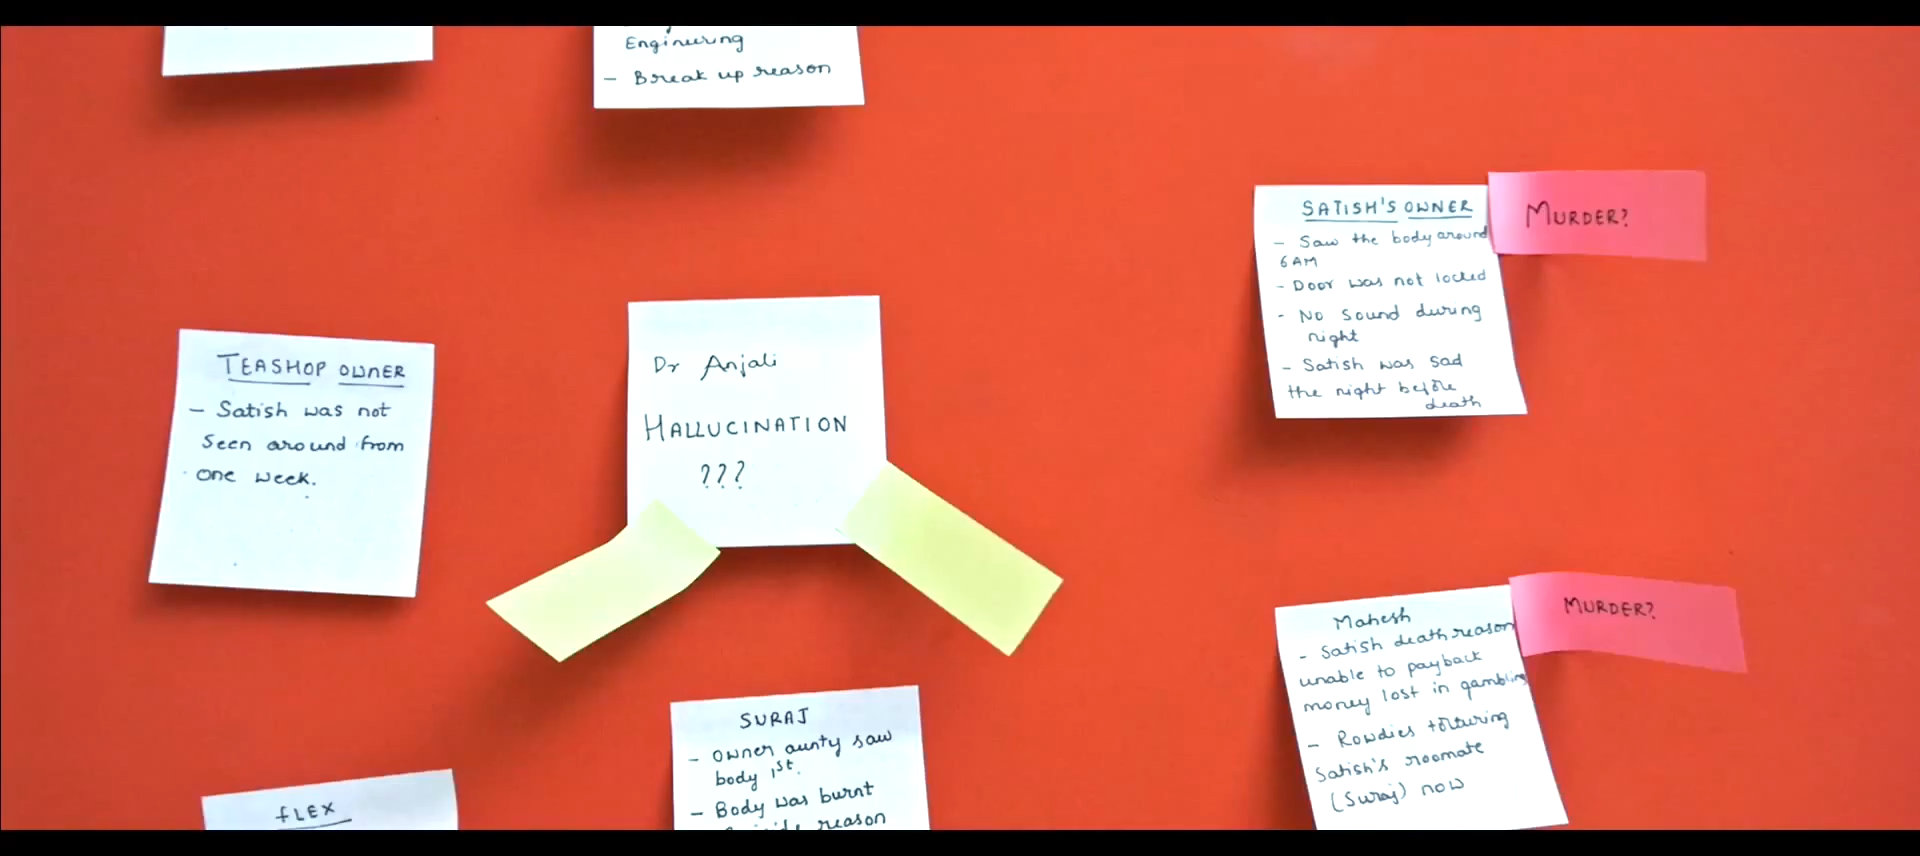 Enginuring
- Break up reason
SATISH'S OWNER
- Saw the body around
6 AM
- Door was not locked
- No sound during
night
- Satish was sad
the night before
death
MURDER?
TEASHOP OWNER
- Satish was not
seen around from
one week.
Dr Anjali
HALLUCINATION
???
Mahesh
- Satish death reason
unable to payback
money lost in gambling
- Rowdies torturing
Satish's roomate
(Suraj) now
MURDER?
SURAJ
- Owner aunty saw
body 1st.
- Body was burnt
reason
fLEX